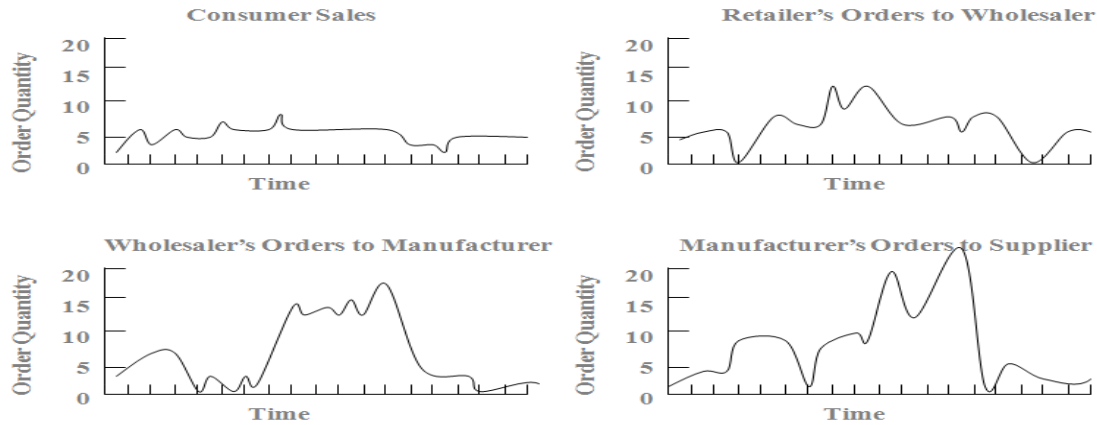 Consumer Sales
Order Quantity
20
15
10
5
0
Time
Retailer's Orders to Wholesaler
Order Quantity
20
15
10
5
0
Time
Wholesaler's Orders to Manufacturer
Order Quantity
20
15
10
5
0
Time
Manufacturer's Orders to Supplier
Order Quantity
20
15
10
5
0
Time